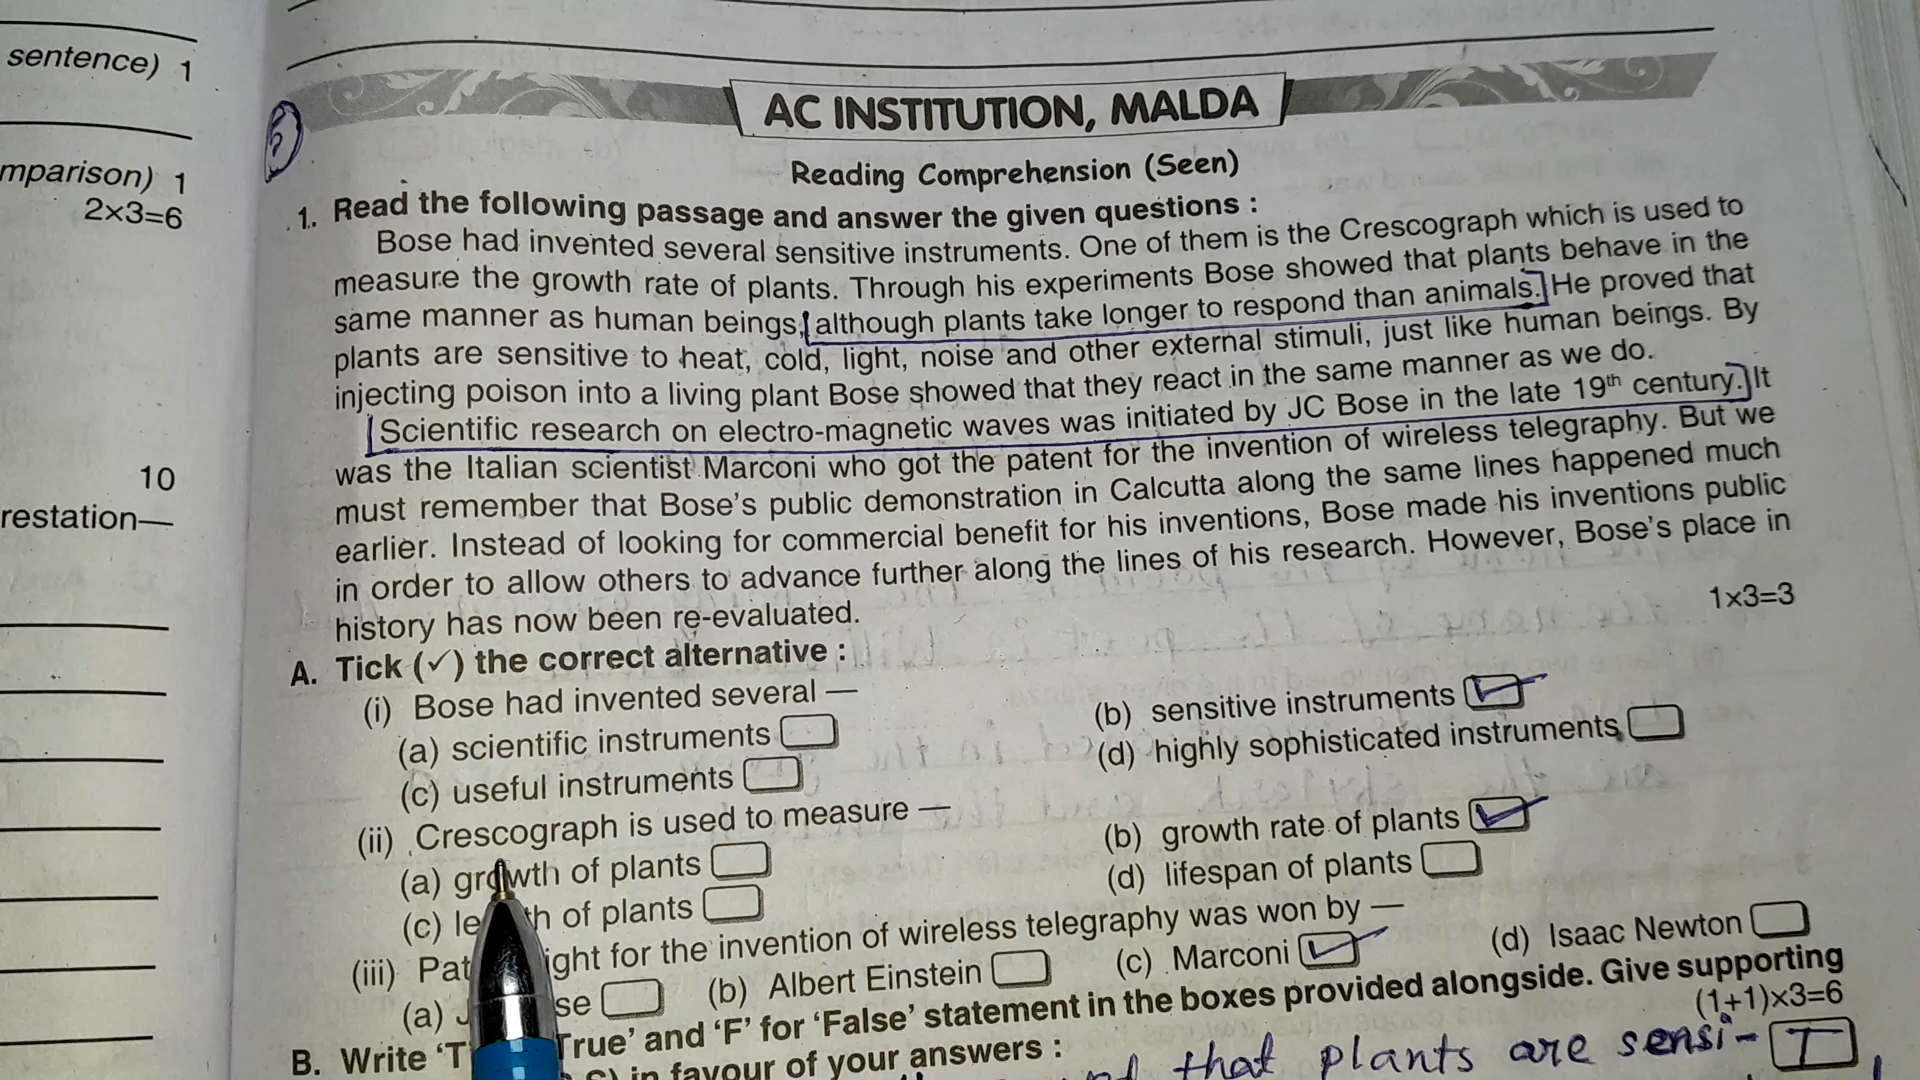 sentence) 1
mparison) 1
2×3=6
10
restation—
5
AC INSTITUTION, MALDA
Reading Comprehension (Seen)
1. Read the following passage and answer the given questions :
Bose had invented several sensitive instruments. One of them is the Crescograph which is used to
measure the growth rate of plants. Through his experiments Bose showed that plants behave in the
same manner as human beings, although plants take longer to respond than animals. He proved that
plants are sensitive to heat, cold, light, noise and other external stimuli, just like human beings. By
injecting poison into a living plant Bose showed that they react in the same manner as we do.
Scientific research on electro-magnetic waves was initiated by JC Bose in the late 19th century. It
was the Italian scientist Marconi who got the patent for the invention of wireless telegraphy. But we
must remember that Bose's public demonstration in Calcutta along the same lines happened much
earlier. Instead of looking for commercial benefit for his inventions, Bose made his inventions public
in order to allow others to advance further along the lines of his research. However, Bose's place in
history has now been re-evaluated.
1×3=3
A. Tick (✓) the correct alternative :
(i) Bose had invented several —
(a) scientific instruments (b) sensitive instruments ✓
(c) useful instruments (d) highly sophisticated instruments
(ii) Crescograph is used to measure —
(a) growth of plants (b) growth rate of plants ✓
(c) le h of plants (d) lifespan of plants
(iii) Pat ight for the invention of wireless telegraphy was won by —
(a) J se (b) Albert Einstein (c) Marconi ✓ (d) Isaac Newton
B. Write 'T rue' and 'F' for 'False' statement in the boxes provided alongside. Give supporting
in favour of your answers : (1+1)×3=6
that plants are sensi- T